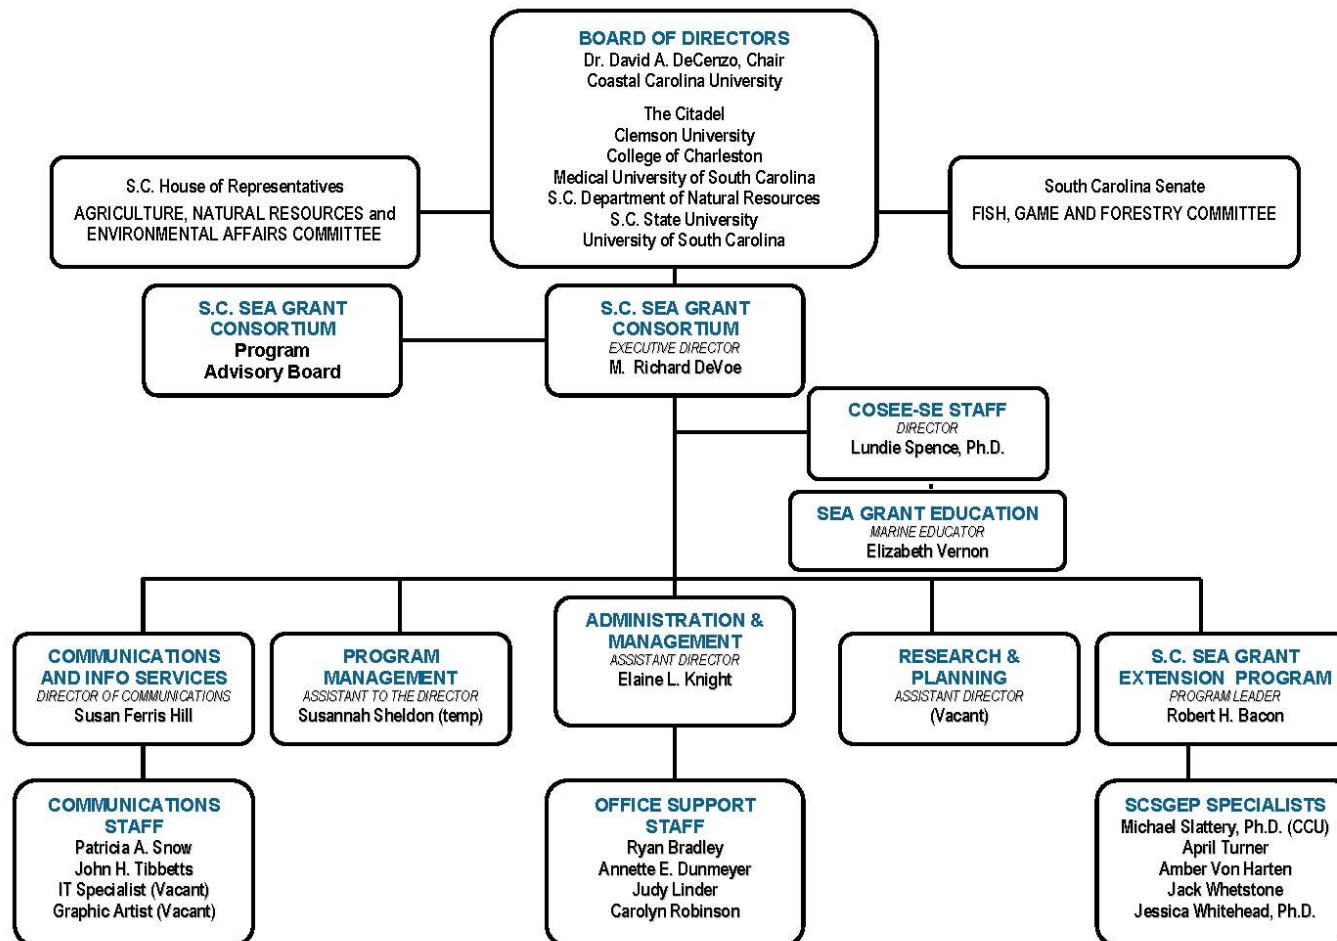 BOARD OF DIRECTORS
Dr. David A. DeCenzo, Chair
Coastal Carolina University
The Citadel
Clemson University
College of Charleston
Medical University of South Carolina
S.C. Department of Natural Resources
S.C. State University
University of South Carolina
S.C. House of Representatives
AGRICULTURE, NATURAL RESOURCES and
ENVIRONMENTAL AFFAIRS COMMITTEE
South Carolina Senate
FISH, GAME AND FORESTRY COMMITTEE
S.C. SEA GRANT
CONSORTIUM
Program
Advisory Board
S.C. SEA GRANT
CONSORTIUM
EXECUTIVE DIRECTOR
M. Richard DeVoe
COSEE-SE STAFF
DIRECTOR
Lundie Spence, Ph.D.
SEA GRANT EDUCATION
MARINE EDUCATOR
Elizabeth Vernon
COMMUNICATIONS
AND INFO SERVICES
DIRECTOR OF COMMUNICATIONS
Susan Ferris Hill
PROGRAM
MANAGEMENT
ASSISTANT TO THE DIRECTOR
Susannah Sheldon (temp)
ADMINISTRATION &
MANAGEMENT
ASSISTANT DIRECTOR
Elaine L. Knight
RESEARCH &
PLANNING
ASSISTANT DIRECTOR
(Vacant)
S.C. SEA GRANT
EXTENSION PROGRAM
PROGRAM LEADER
Robert H. Bacon
COMMUNICATIONS
STAFF
Patricia A. Snow
John H. Tibbetts
IT Specialist (Vacant)
Graphic Artist (Vacant)
OFFICE SUPPORT
STAFF
Ryan Bradley
Annette E. Dunmeyer
Judy Linder
Carolyn Robinson
SCSGEP SPECIALISTS
Michael Slattery, Ph.D. (CCU)
April Turner
Amber Von Harten
Jack Whetstone
Jessica Whitehead, Ph.D.